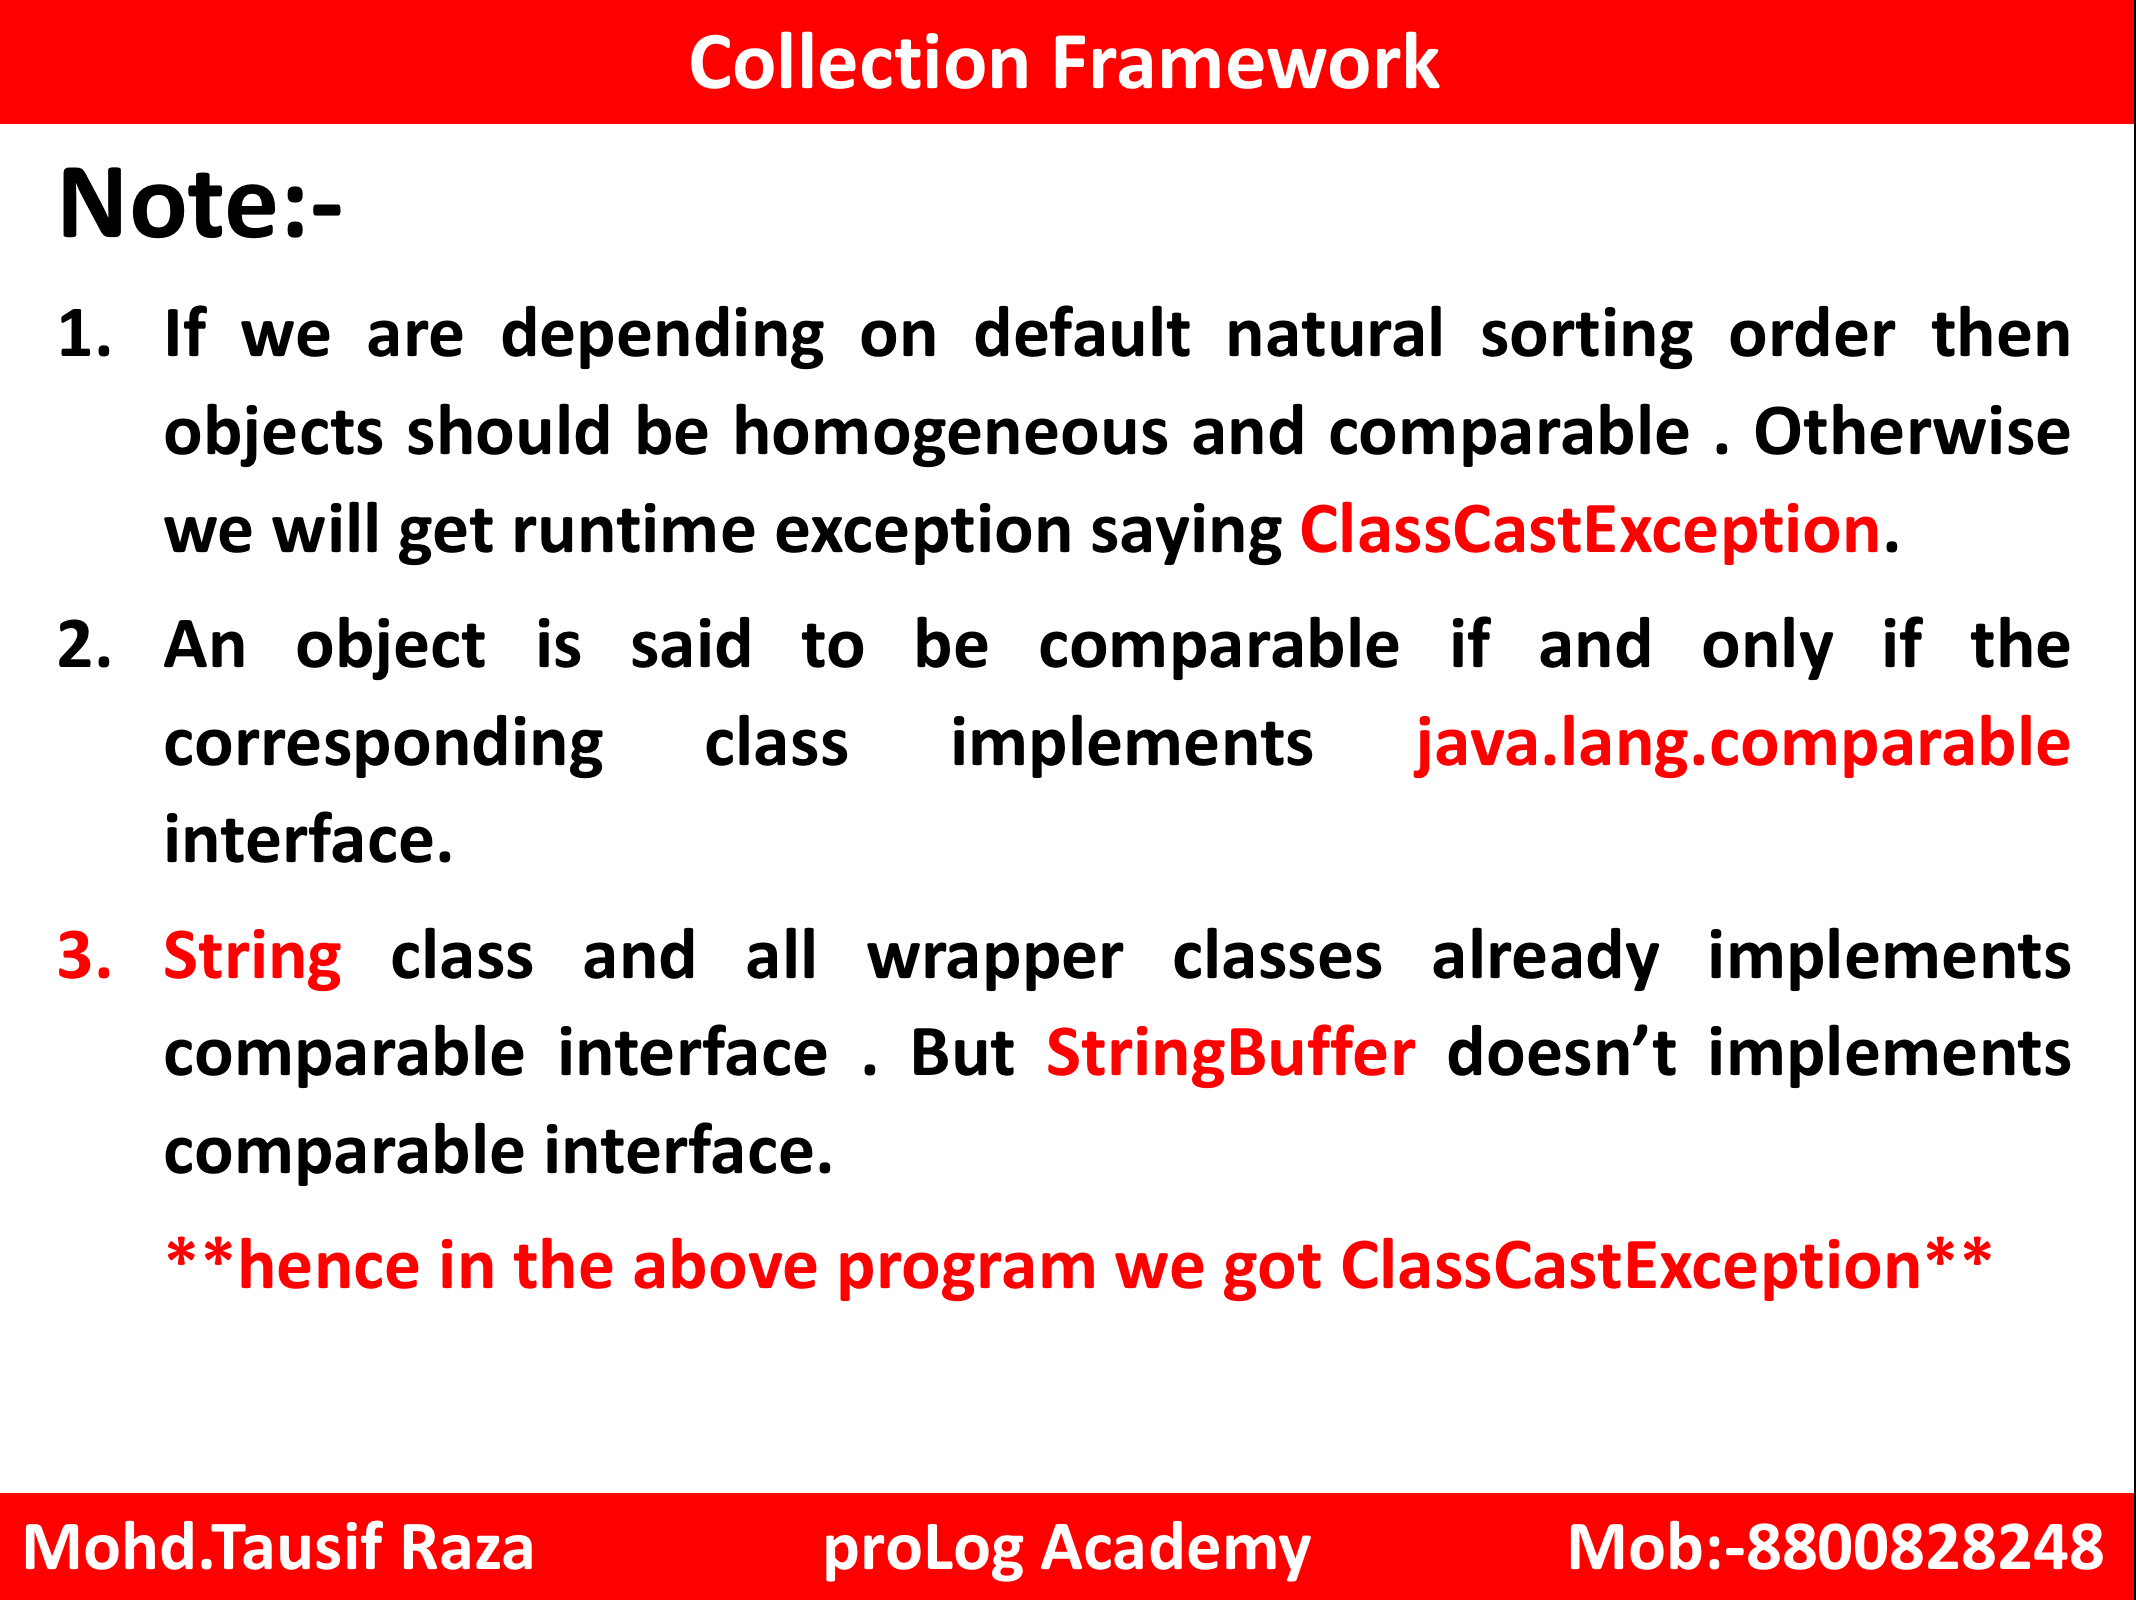 Collection Framework
Note:-
1. If we are depending on default natural sorting order then
objects should be homogeneous and comparable . Otherwise
we will get runtime exception saying ClassCastException.
2. An object is said to be comparable if and only if the
corresponding class implements java.lang.comparable
interface.
3. String class and all wrapper classes already implements
comparable interface . But StringBuffer doesn’t implements
comparable interface.
**hence in the above program we got ClassCastException**
Mohd.Tausif Raza proLog Academy Mob:-8800828248